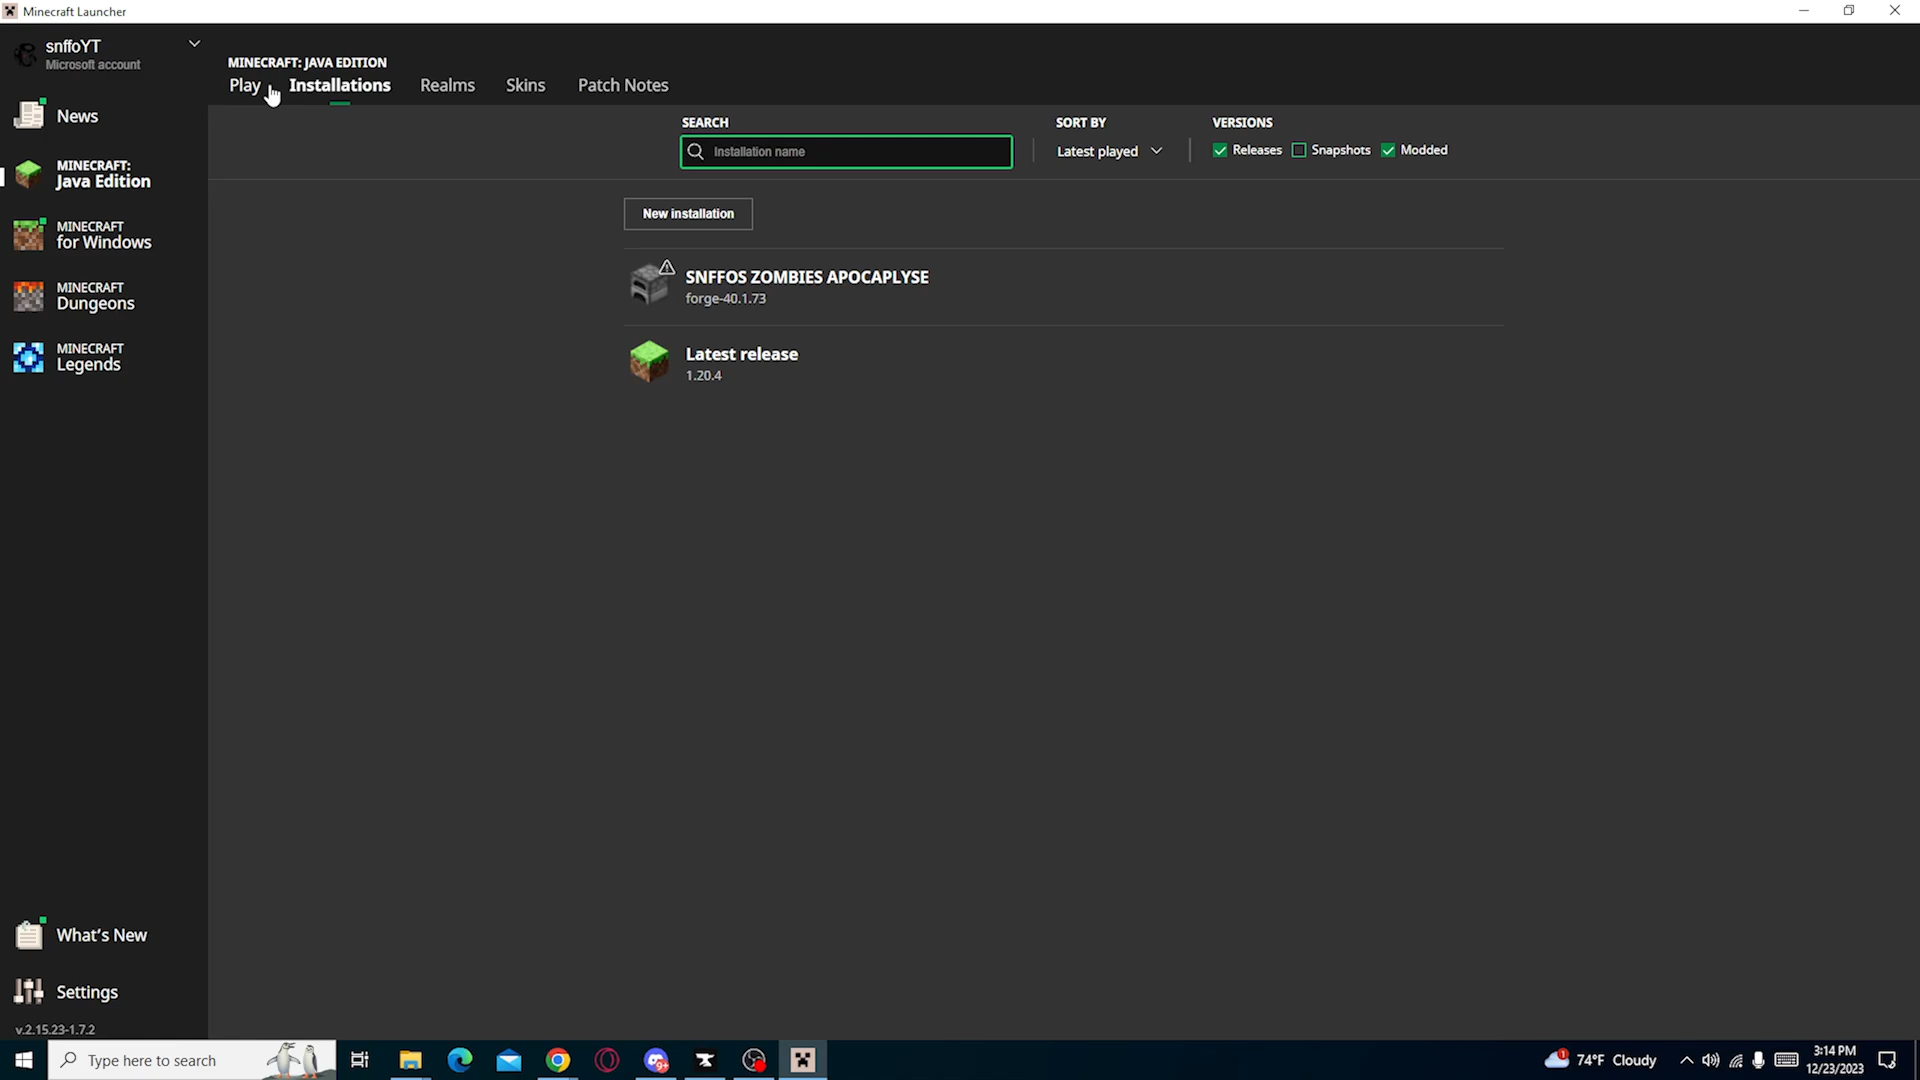 Minecraft Launcher
snffoYT
Microsoft account
MINECRAFT: JAVA EDITION
Play
Installations
Realms
Skins
Patch Notes
News
MINECRAFT:
Java Edition
MINECRAFT
for Windows
MINECRAFT
Dungeons
MINECRAFT
Legends
SEARCH
Installation name
SORT BY
Latest played
VERSIONS
Releases
Snapshots
Modded
New installation
SNFFOS ZOMBIES APOCAPLYSE
forge-40.1.73
Latest release
1.20.4
What's New
Settings
v.2.15.23-1.7.2
Type here to search
9+
1
74°F Cloudy
3:14 PM
12/23/2023